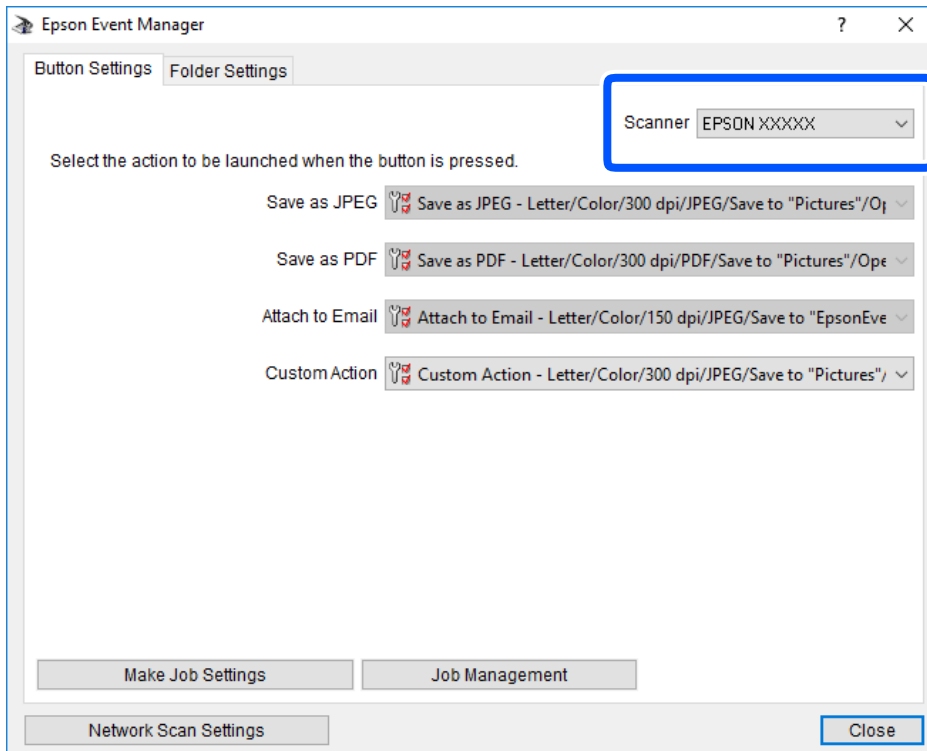 Epson Event Manager
Button Settings Folder Settings
Scanner EPSON XXXXX
Select the action to be launched when the button is pressed.
Save as JPEG Save as JPEG - Letter/Color/300 dpi/JPEG/Save to "Pictures"/Op
Save as PDF Save as PDF - Letter/Color/300 dpi/PDF/Save to "Pictures"/Ope
Attach to Email Attach to Email - Letter/Color/150 dpi/JPEG/Save to "EpsonEve
Custom Action Custom Action - Letter/Color/300 dpi/JPEG/Save to "Pictures"/
Make Job Settings Job Management
Network Scan Settings Close